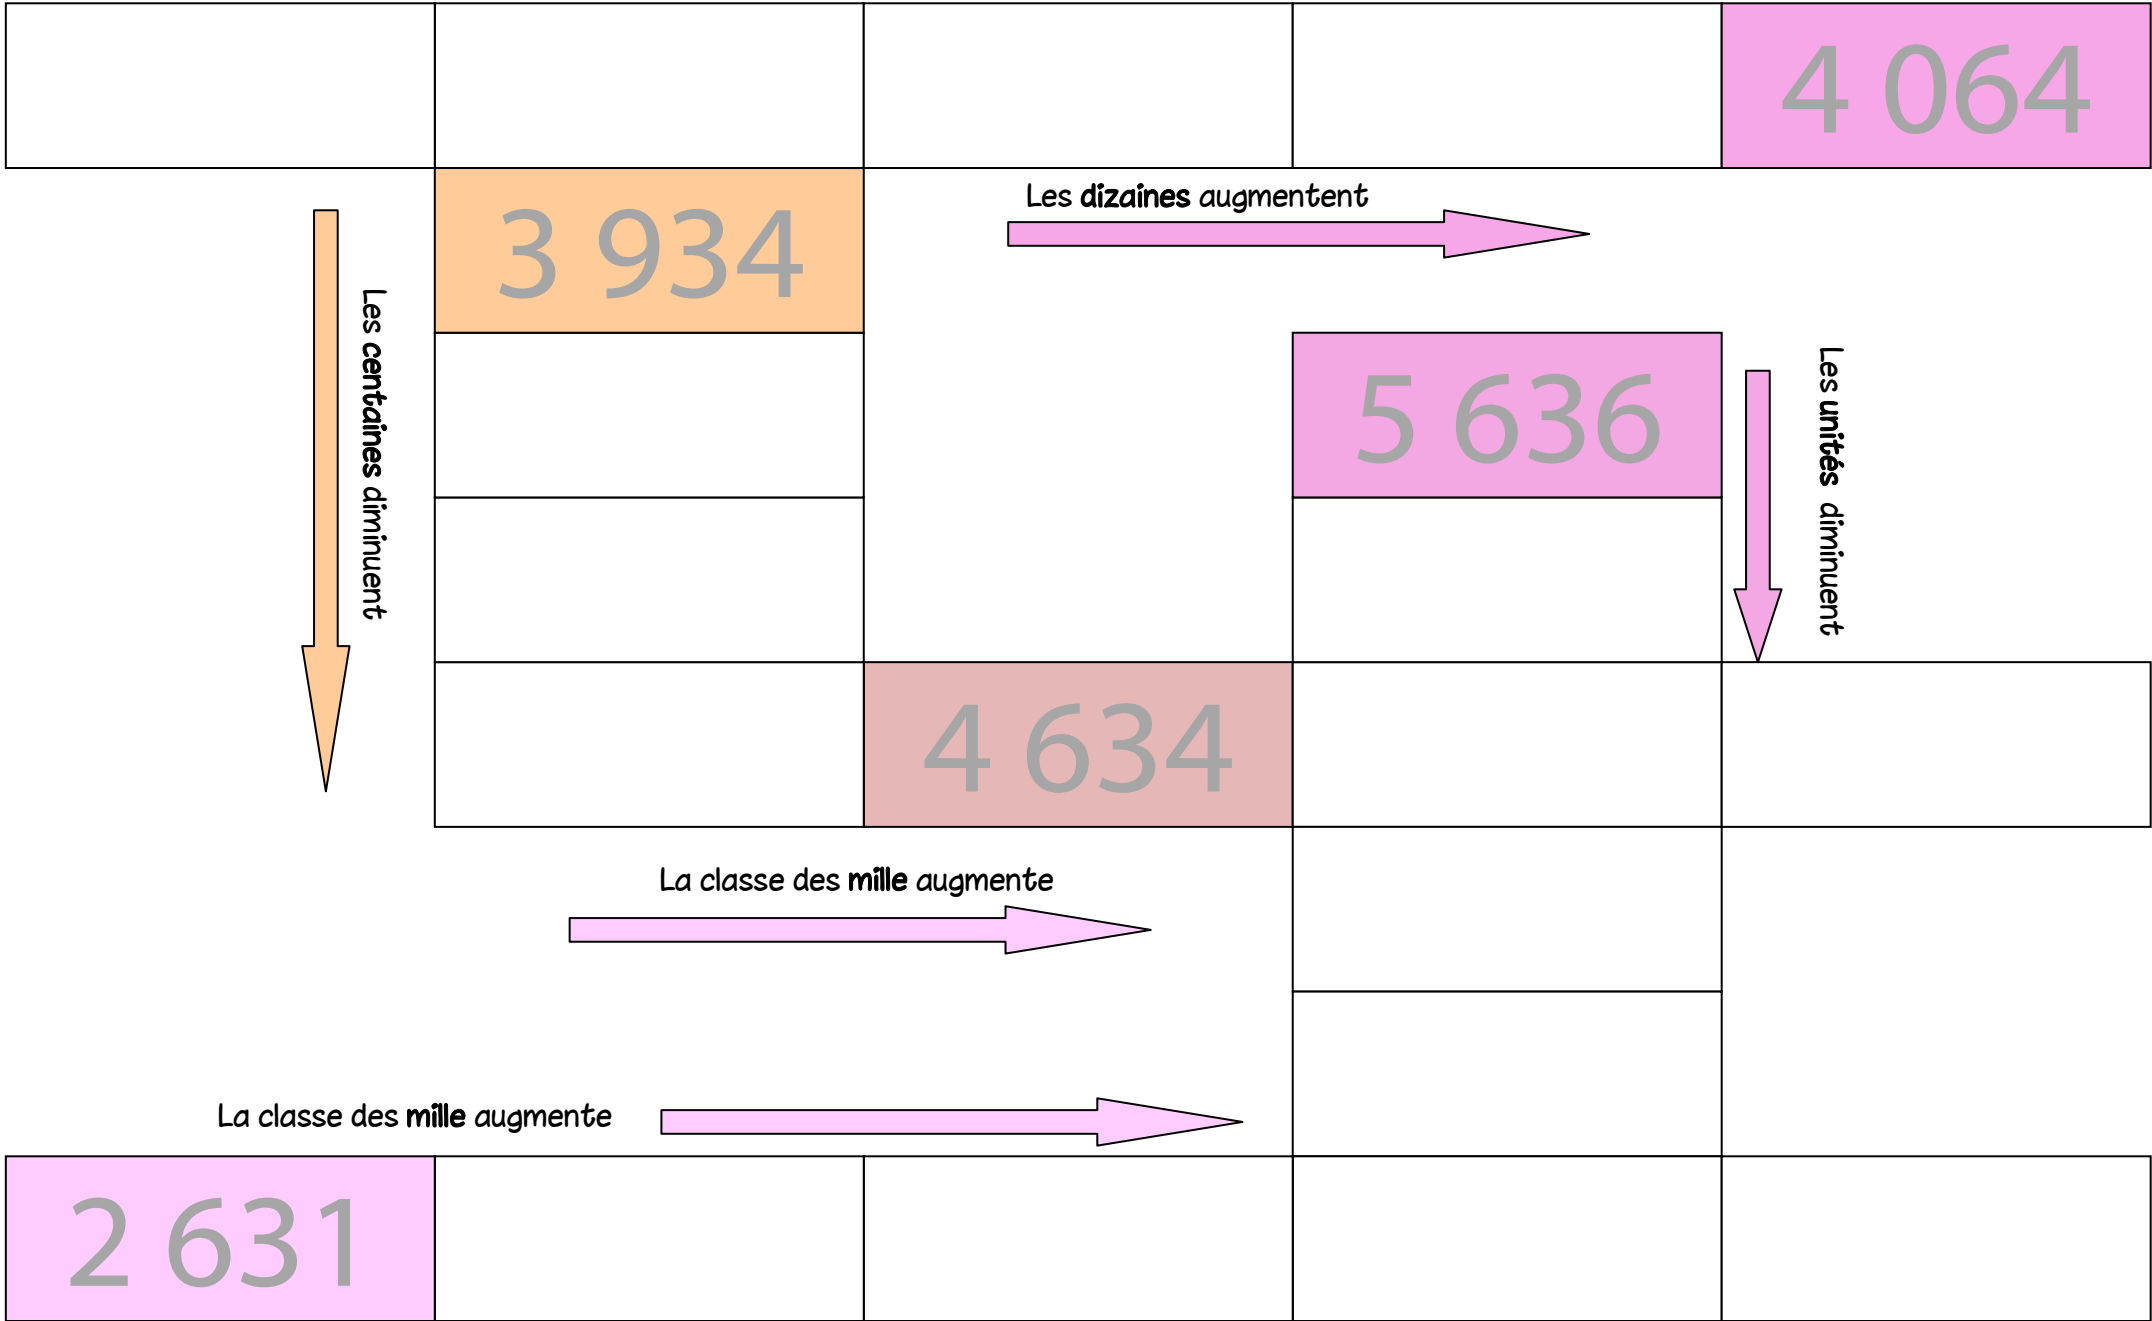 4 064
3 934
Les dizaines augmentent
Les centaines diminuent
5 636
Les unités diminuent
4 634
La classe des mille augmente
La classe des mille augmente
2 631